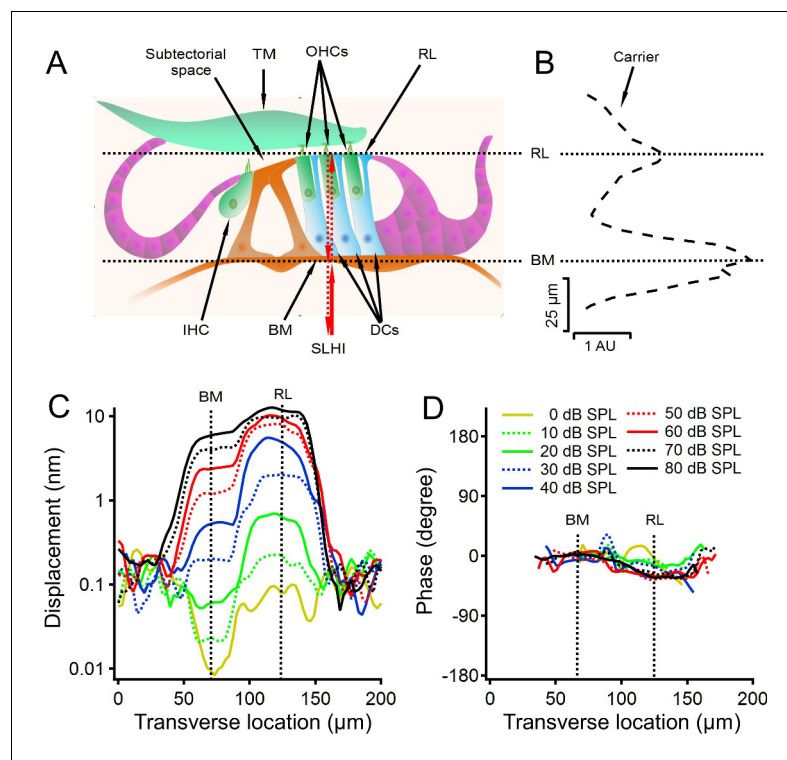 A
Subtectorial
space
TM
OHCs
RL
IHC
BM
SLHI
DCs
B
Carrier
RL
BM
25 µm
1 AU
C
BM
RL
Displacement (nm)
10
1
0.1
0.01
0
50
100
150
200
Transverse location (µm)
D
0 dB SPL
10 dB SPL
20 dB SPL
30 dB SPL
40 dB SPL
50 dB SPL
60 dB SPL
70 dB SPL
80 dB SPL
BM
RL
Phase (degree)
180
90
0
-90
-180
0
50
100
150
200
Transverse location (µm)